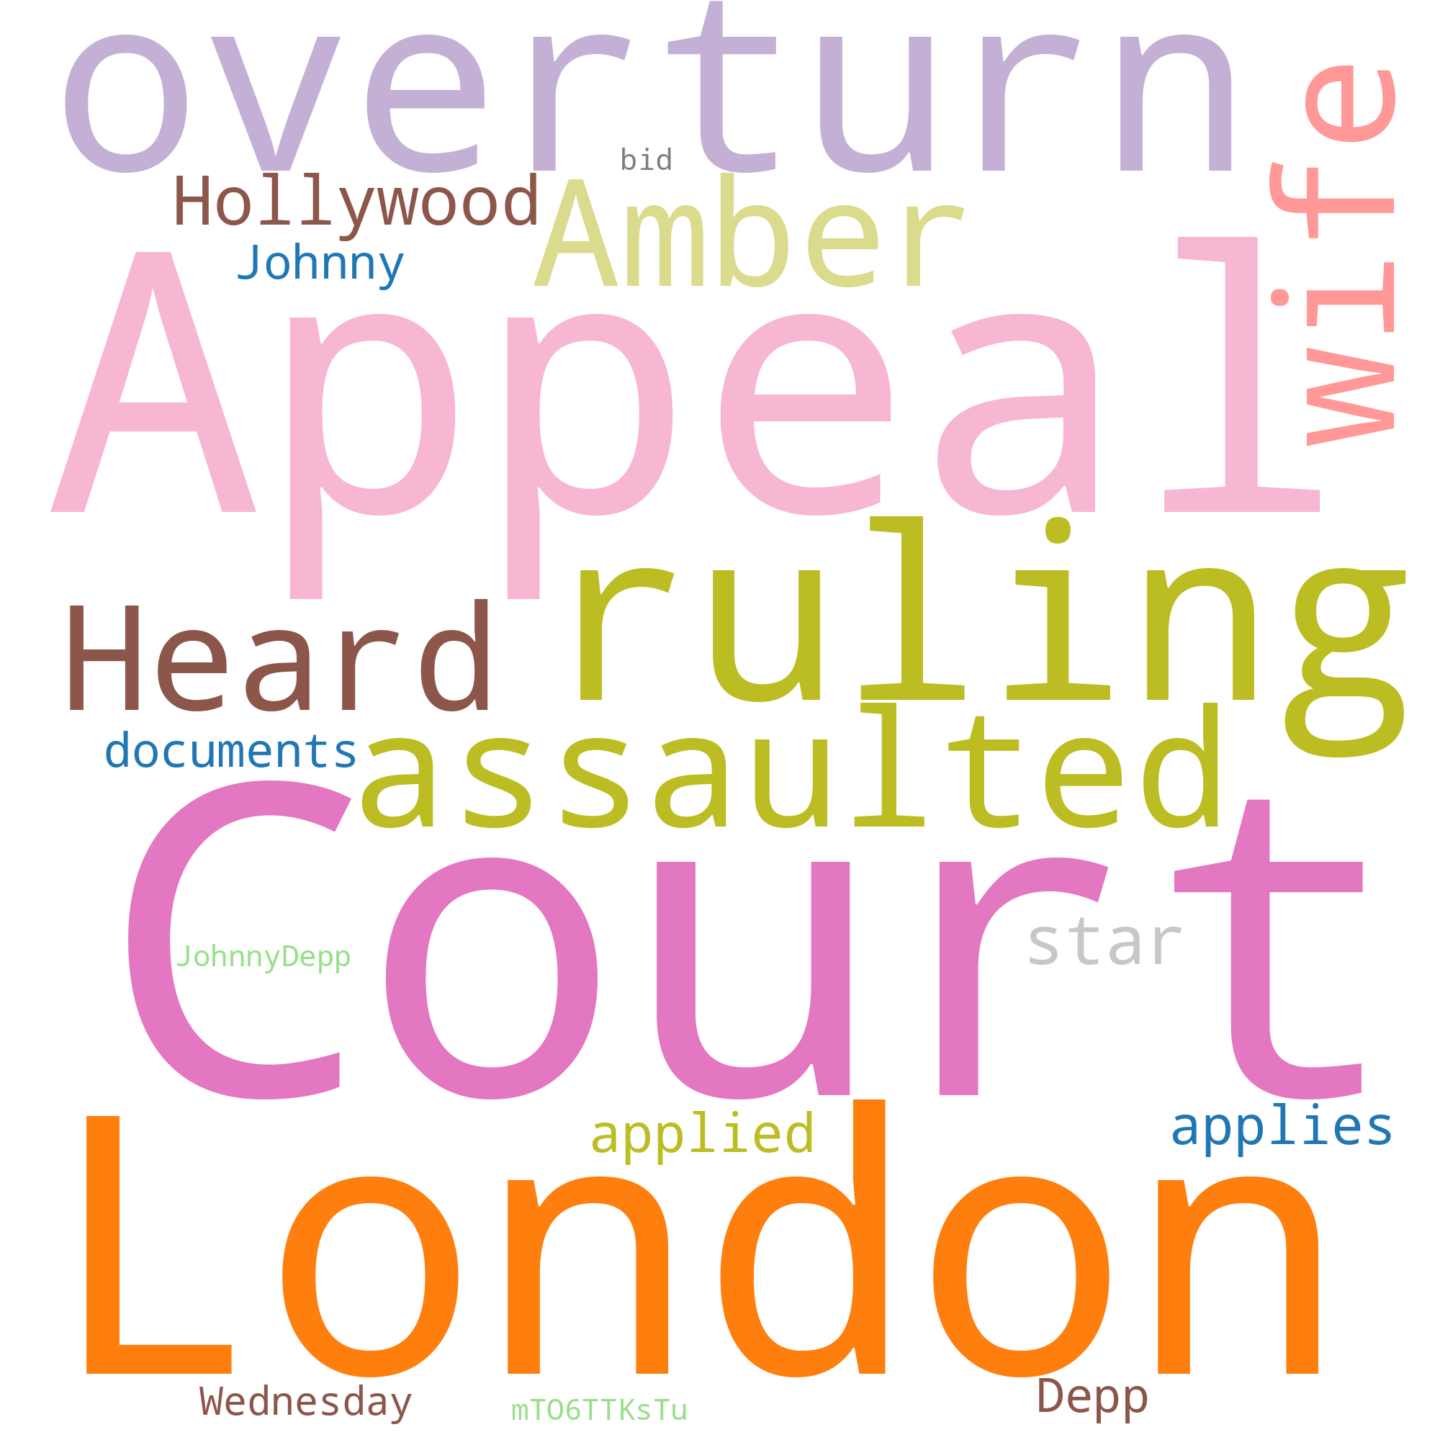 overturn
wife
bid
Hollywood
Amber
Johnny
Appeal
ruling
Heard
assaulted
documents
Court
star
JohnnyDepp
London
applied
applies
Wednesday
mTO6TTKsTu
Depp